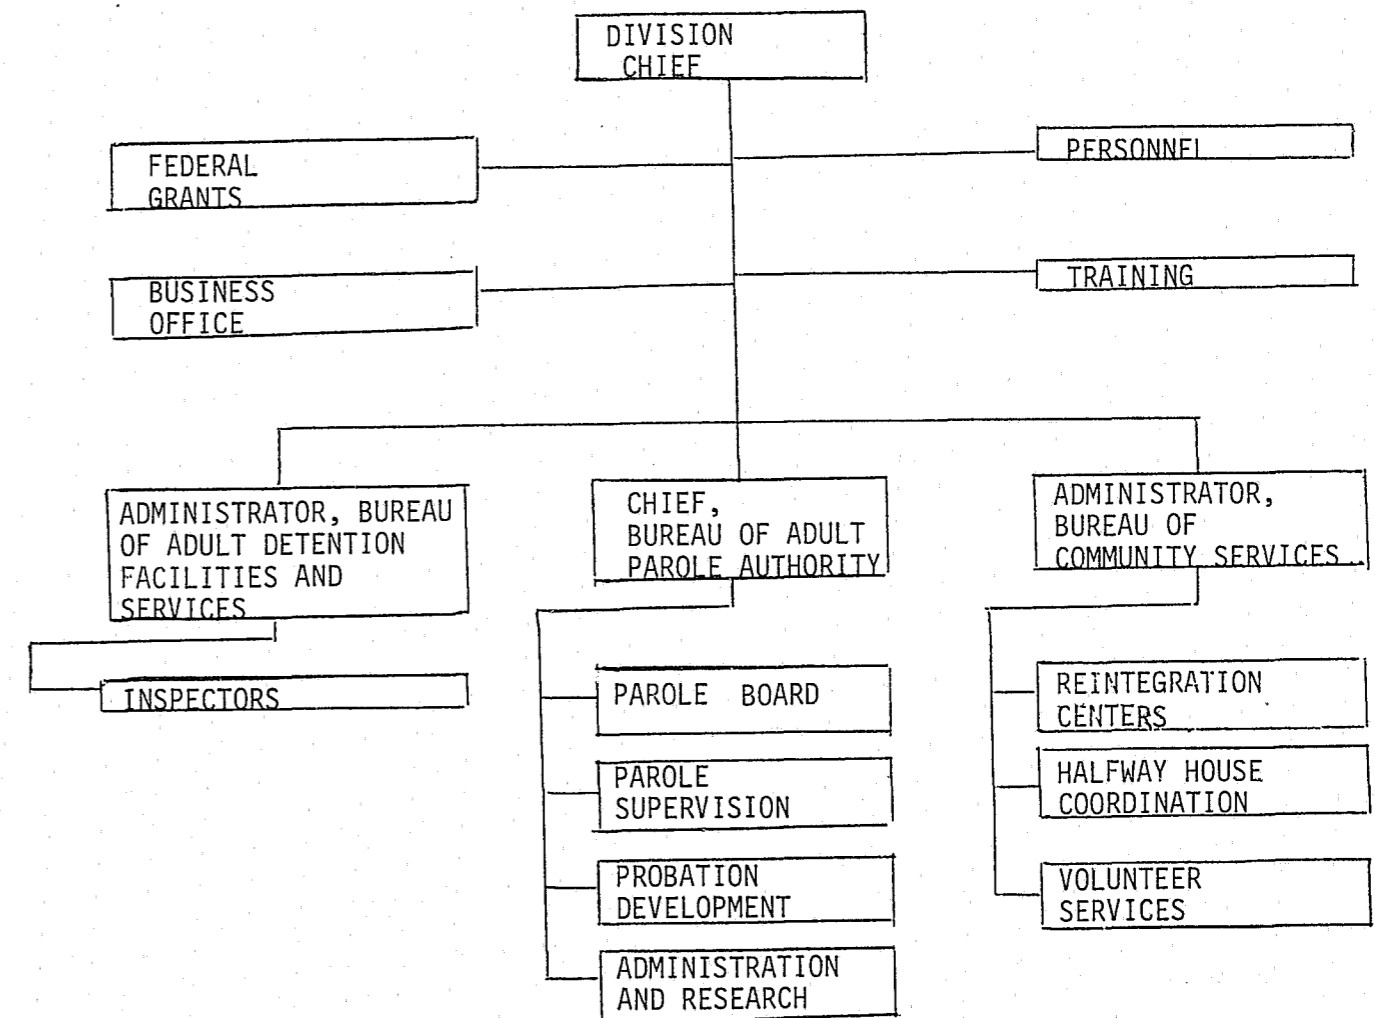 DIVISION
CHIEF
FEDERAL
GRANTS
PERSONNEL
BUSINESS
OFFICE
TRAINING
ADMINISTRATOR, BUREAU
OF ADULT DETENTION
FACILITIES AND
SERVICES
CHIEF,
BUREAU OF ADULT
PAROLE AUTHORITY
ADMINISTRATOR,
BUREAU OF
COMMUNITY SERVICES
INSPECTORS
PAROLE BOARD
PAROLE
SUPERVISION
PROBATION
DEVELOPMENT
ADMINISTRATION
AND RESEARCH
REINTEGRATION
CENTERS
HALFWAY HOUSE
COORDINATION
VOLUNTEER
SERVICES